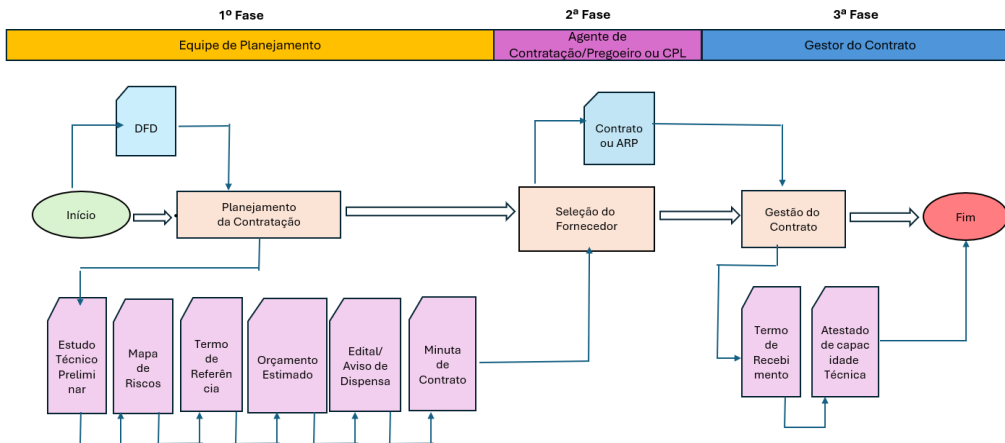 1º Fase
2ª Fase
3ª Fase
Equipe de Planejamento
Agente de
Contratação/Pregoeiro ou CPL
Gestor do Contrato
DFD
Contrato
ou ARP
Início
Planejamento
da Contratação
Seleção do
Fornecedor
Gestão do
Contrato
Fim
Estudo
Técnico
Prelimi
nar
Mapa
de
Riscos
Termo
de
Referên
cia
Orçamento
Estimado
Edital/
Aviso de
Dispensa
Minuta
de
Contrato
Termo
de
Recebi
mento
Atestado
de capac
idade
Técnica